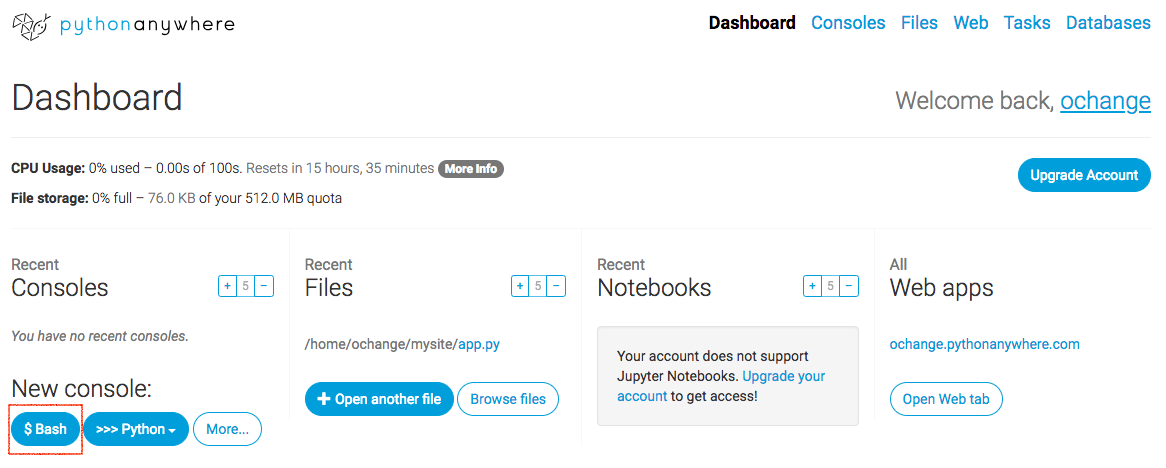 pythonanywhere
Dashboard Consoles Files Web Tasks Databases
Dashboard
Welcome back, ochange
CPU Usage: 0% used – 0.00s of 100s. Resets in 15 hours, 35 minutes More Info
File storage: 0% full – 76.0 KB of your 512.0 MB quota
Upgrade Account
Recent
Consoles
+ 5 −
You have no recent consoles.
New console:
$ Bash >>> Python More...
Recent
Files
+ 5 −
/home/ochange/mysite/app.py
+ Open another file Browse files
Recent
Notebooks
+ 5 −
Your account does not support
Jupyter Notebooks. Upgrade your
account to get access!
All
Web apps
ochange.pythonanywhere.com
Open Web tab